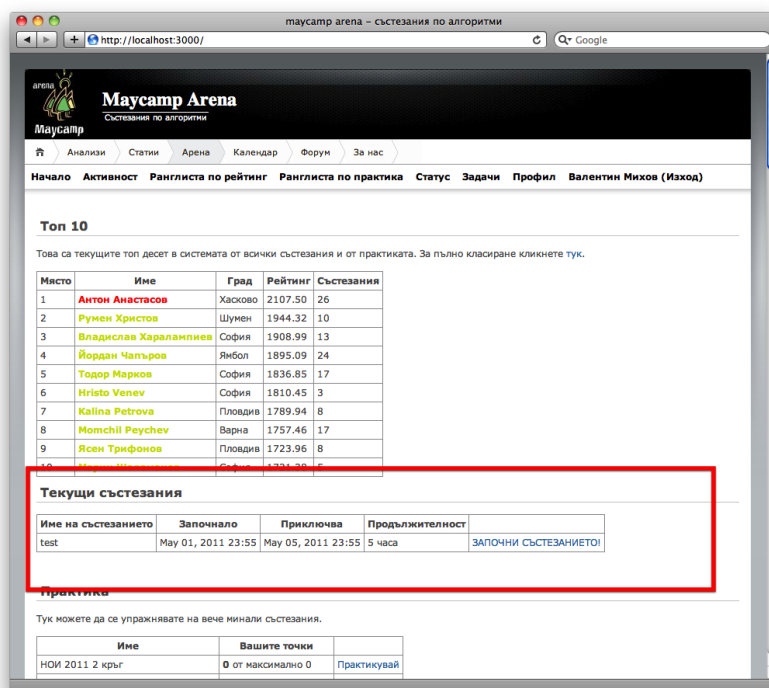 maycamp arena – състезания по алгоритми
http://localhost:3000/
Google
arena
Maycamp
Maycamp Arena
Състезания по алгоритми
Анализи Статии Арена Календар Форум За нас
Начало Активност Ранглиста по рейтинг Ранглиста по практика Статус Задачи Профил Валентин Михов (Изход)
Топ 10
Това са текущите топ десет в системата от всички състезания и от практиката. За пълно класиране кликнете тук.
Място Име Град Рейтинг Състезания
1 Антон Анастасов Хасково 2107.50 26
2 Румен Христов Шумен 1944.32 10
3 Владислав Харалампиев София 1908.99 13
4 Йордан Чапъров Ямбол 1895.09 24
5 Тодор Марков София 1836.85 17
6 Hristo Venev София 1810.45 3
7 Kalina Petrova Пловдив 1789.94 8
8 Momchil Peychev Варна 1757.46 17
9 Ясен Трифонов Пловдив 1723.96 8
10 София
Текущи състезания
Име на състезанието Започнало Приключва Продължителност
test May 01, 2011 23:55 May 05, 2011 23:55 5 часа ЗАПОЧНИ СЪСТЕЗАНИЕТО!
Практика
Тук можете да се упражнявате на вече минали състезания.
Име Вашите точки
НОИ 2011 2 кръг 0 от максимално 0 Практикувай